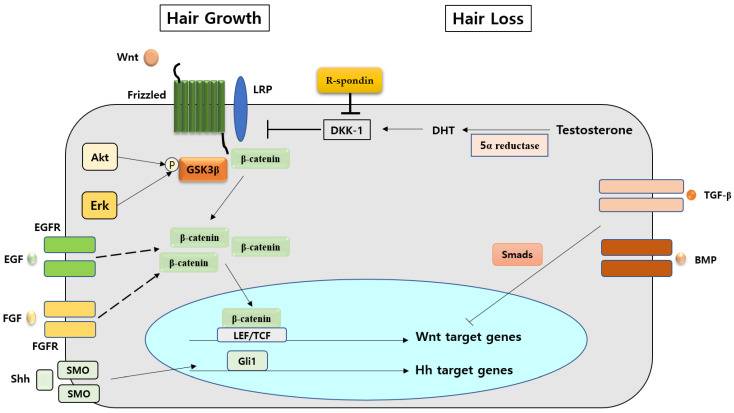 Hair Growth
Hair Loss
Wnt
Frizzled
LRP
R-spondin
DKK-1
DHT
Testosterone
5α reductase
Akt
P
GSK3β
β-catenin
Erk
TGF-β
EGFR
EGF
β-catenin
β-catenin
β-catenin
Smads
BMP
FGF
FGFR
β-catenin
LEF/TCF
Wnt target genes
Gli1
Hh target genes
Shh
SMO
SMO